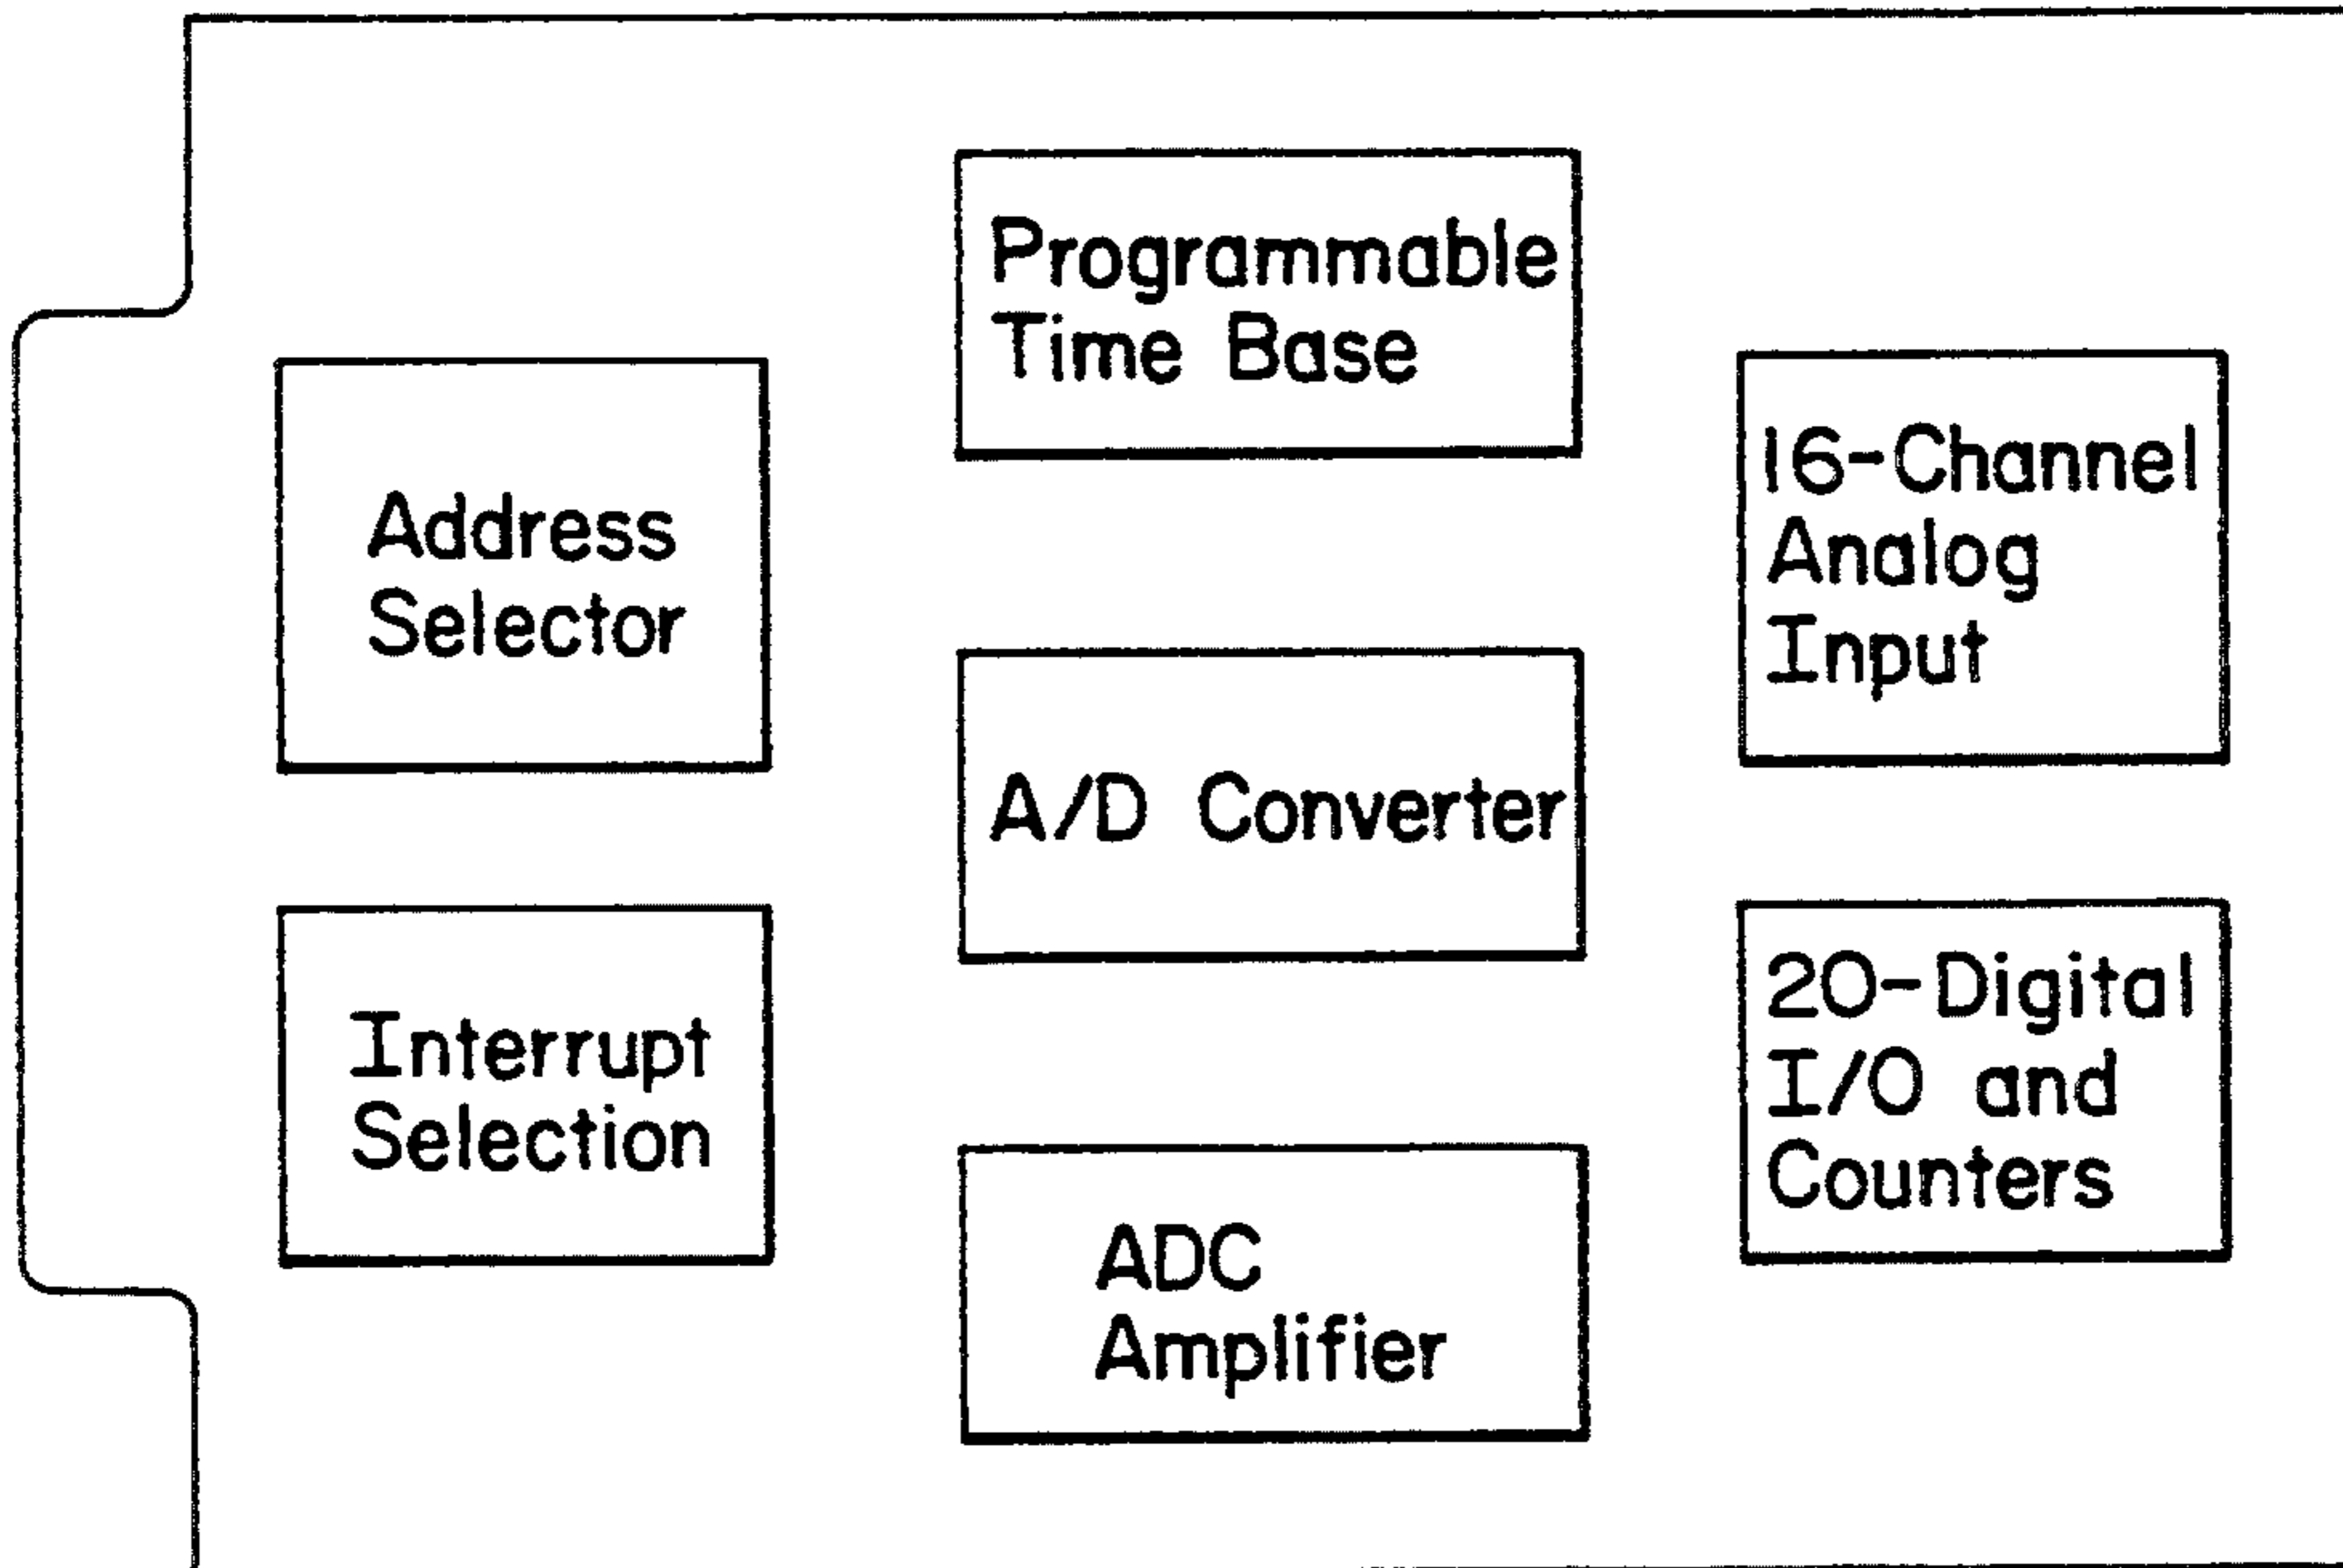 Programmable
Time Base
Address
Selector
16-Channel
Analog
Input
A/D Converter
Interrupt
Selection
20-Digital
I/O and
Counters
ADC
Amplifier